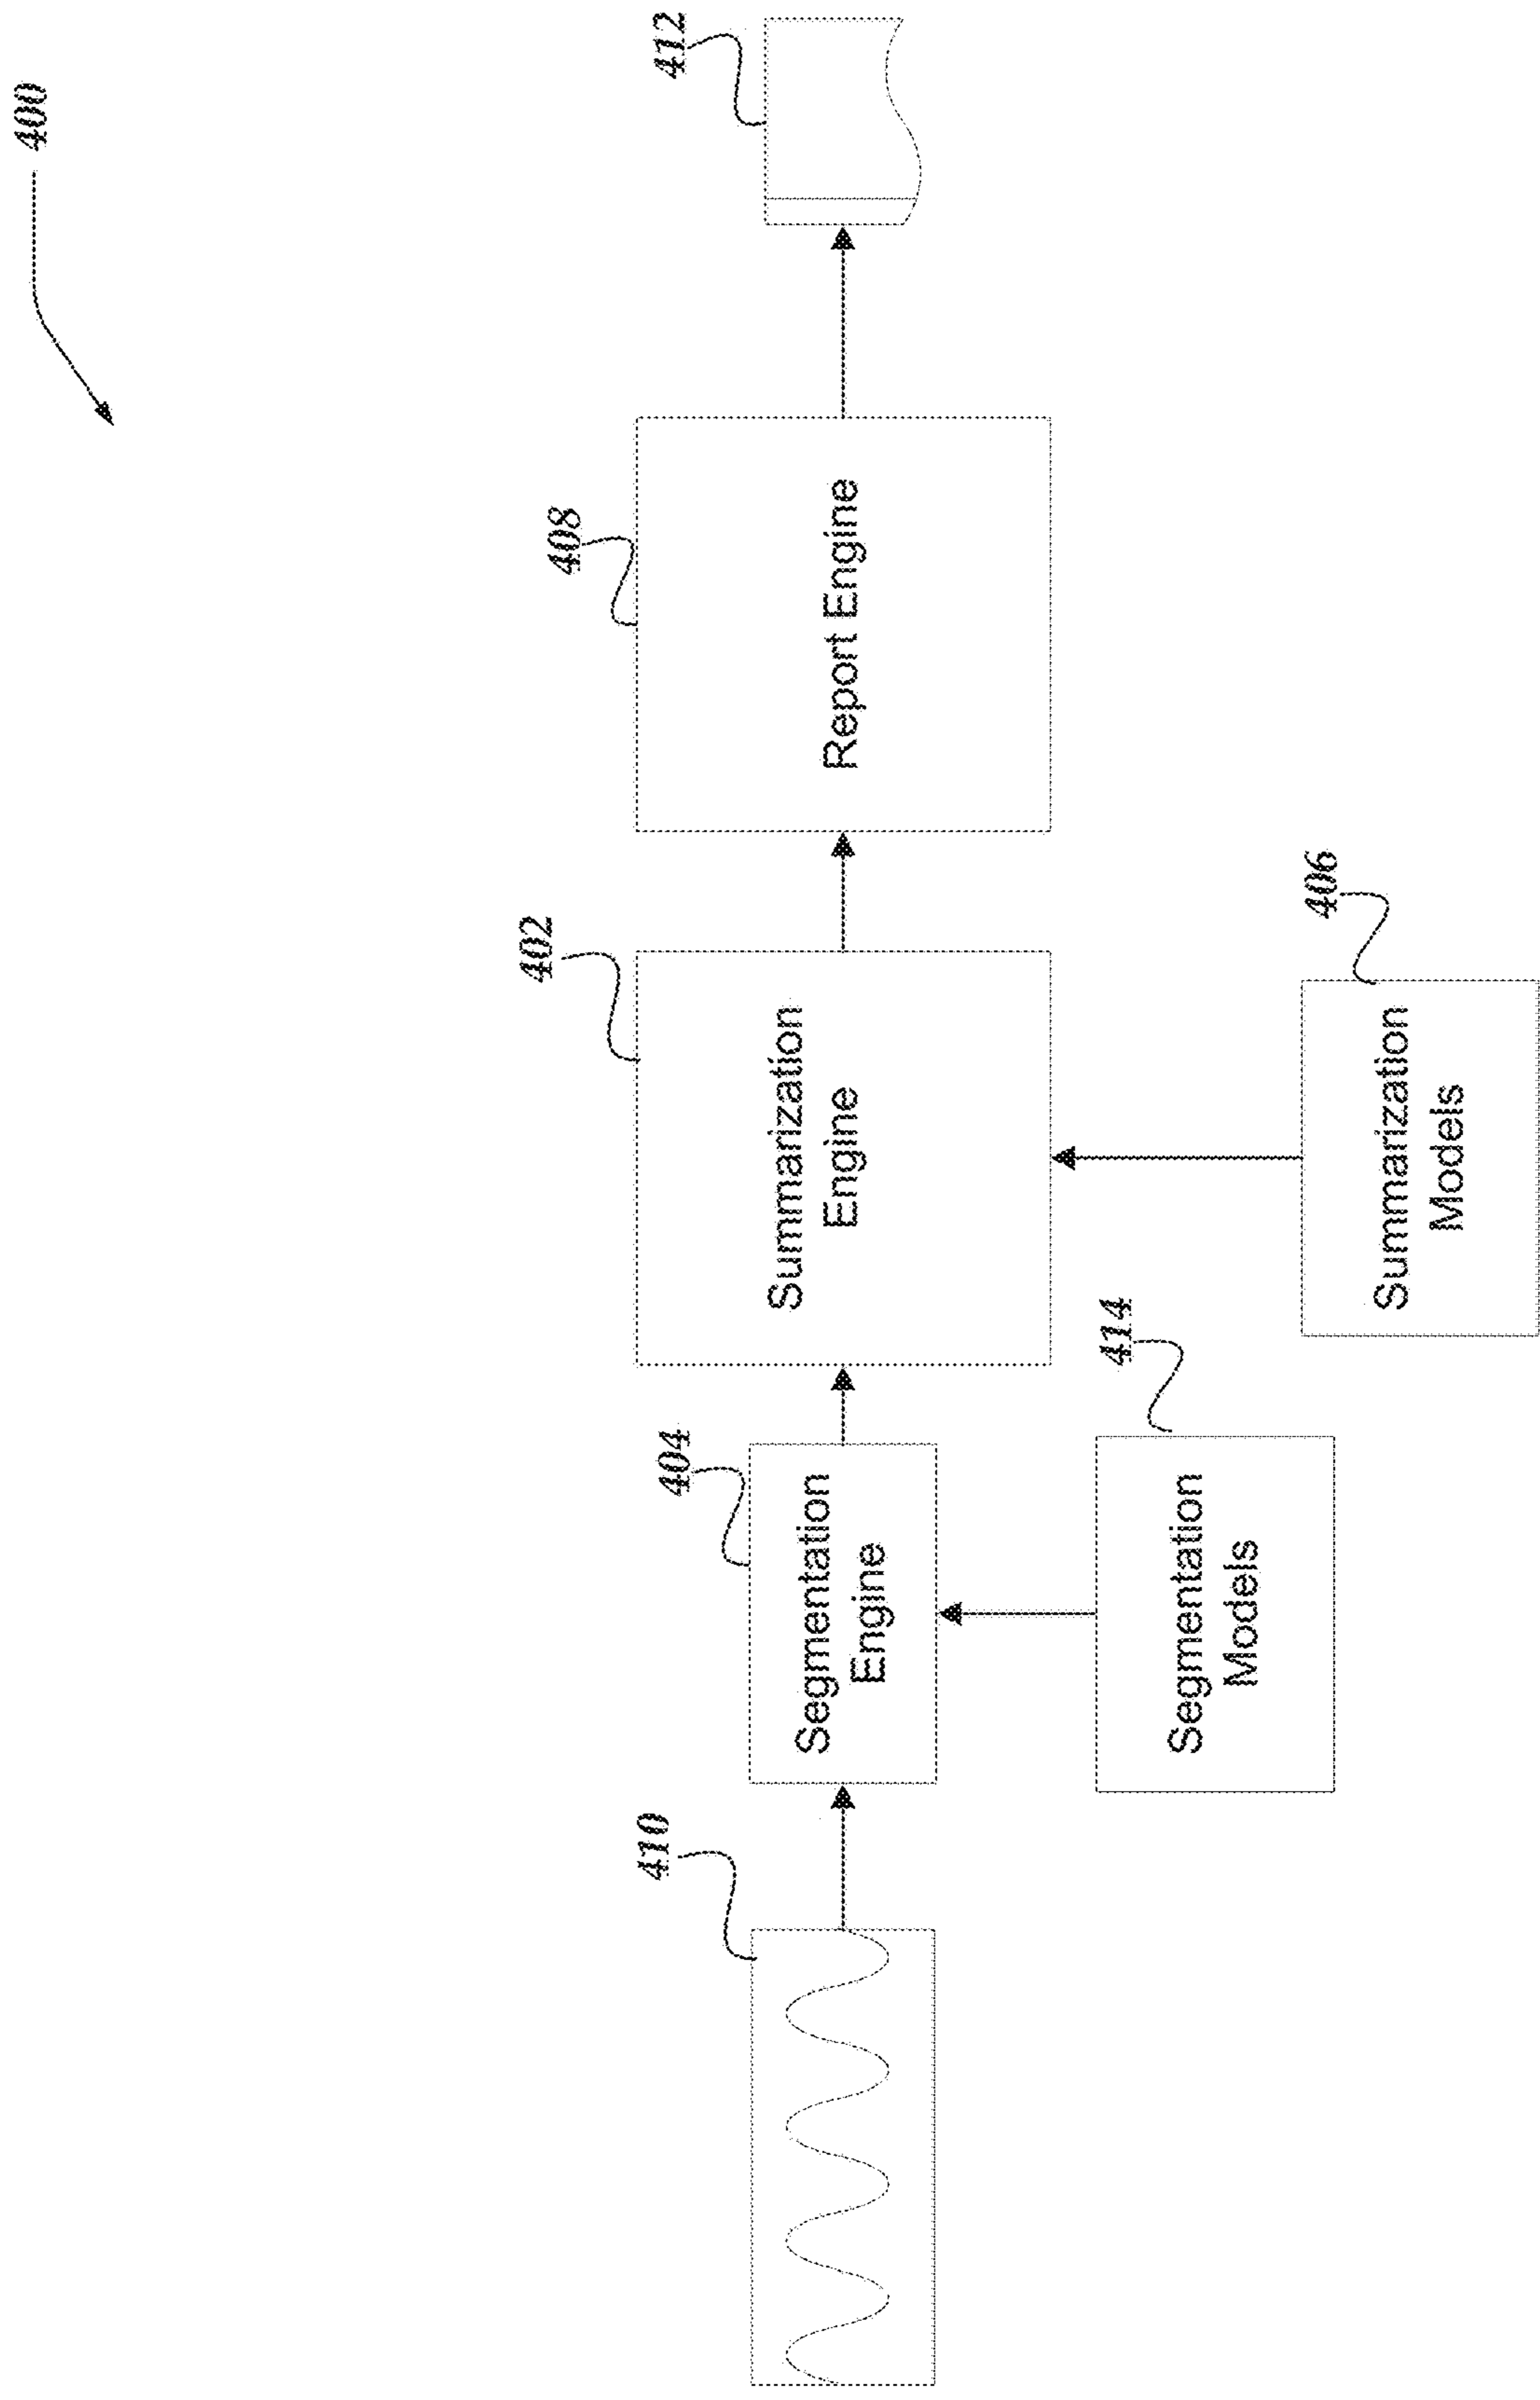 400
410
404
Segmentation
Engine
414
Segmentation
Models
402
Summarization
Engine
406
Summarization
Models
408
Report Engine
412